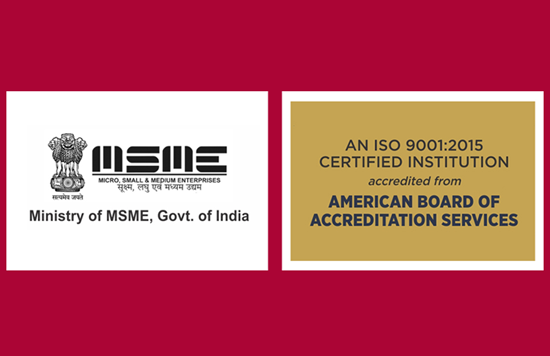 MSME
MICRO, SMALL & MEDIUM ENTERPRISES
सूक्ष्म, लघु एवं मध्यम उद्यम
सत्यमेव जयते
Ministry of MSME, Govt. of India
AN ISO 9001:2015
CERTIFIED INSTITUTION
accredited from
AMERICAN BOARD OF
ACCREDITATION SERVICES